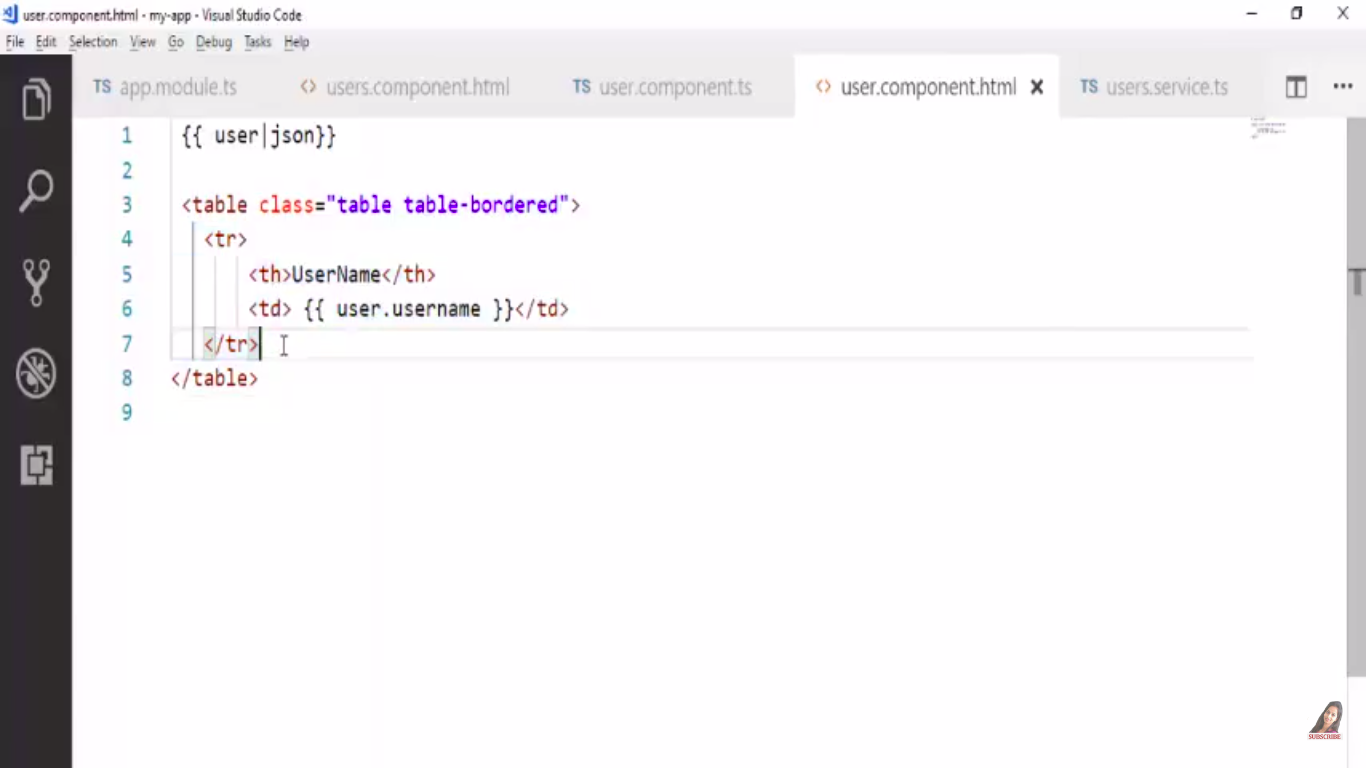 user.component.html - my-app - Visual Studio Code
File Edit Selection View Go Debug Tasks Help
TS app.module.ts <> users.component.html TS user.component.ts <> user.component.html TS users.service.ts
1 {{ user|json}}
2
3 <table class="table table-bordered">
4 <tr>
5 <th>UserName</th>
6 <td> {{ user.username }}</td>
7 </tr>
8 </table>
9
SUBSCRIBE